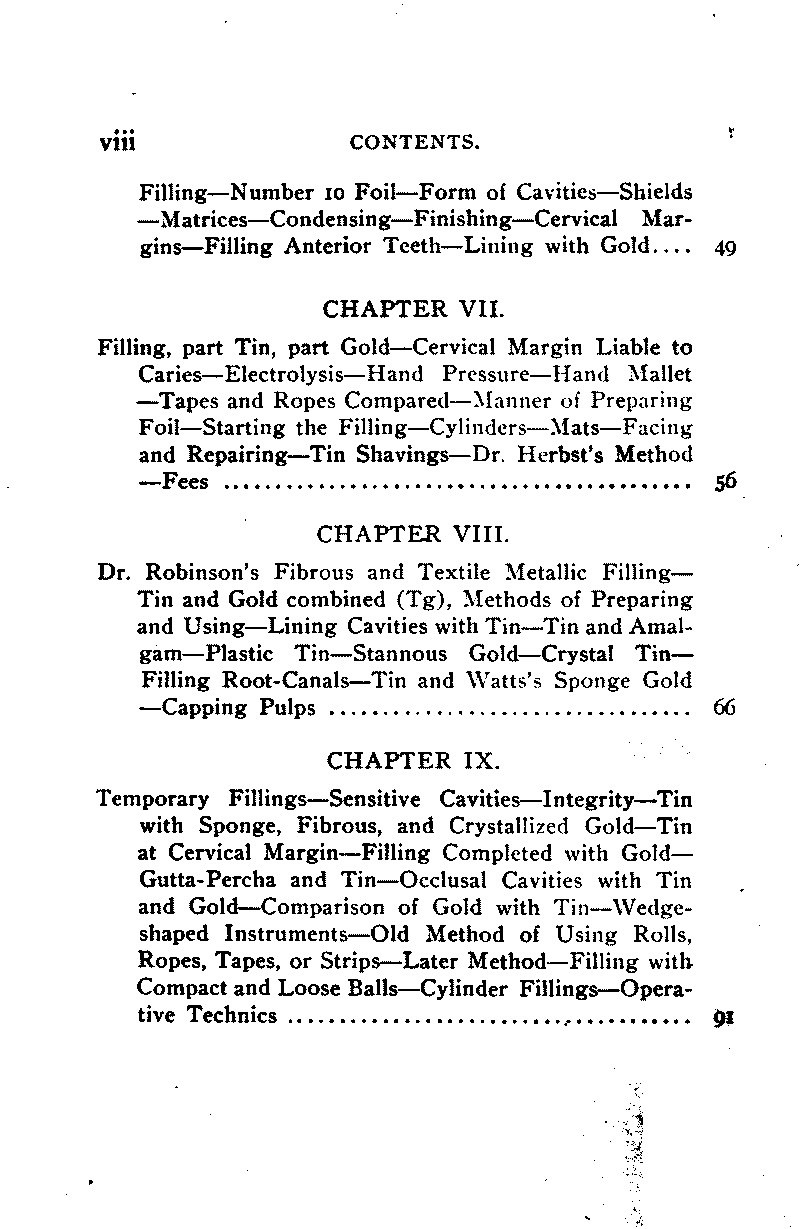 viii CONTENTS.
Filling—Number 10 Foil—Form of Cavities—Shields
—Matrices—Condensing—Finishing—Cervical Mar-
gins—Filling Anterior Teeth—Lining with Gold.... 49
CHAPTER VII.
Filling, part Tin, part Gold—Cervical Margin Liable to
Caries—Electrolysis—Hand Pressure—Hand Mallet
—Tapes and Ropes Compared—Manner of Preparing
Foil—Starting the Filling—Cylinders—Mats—Facing
and Repairing—Tin Shavings—Dr. Herbst's Method
—Fees ............................................ 56
CHAPTER VIII.
Dr. Robinson's Fibrous and Textile Metallic Filling—
Tin and Gold combined (Tg), Methods of Preparing
and Using—Lining Cavities with Tin—Tin and Amal-
gam—Plastic Tin—Stannous Gold—Crystal Tin—
Filling Root-Canals—Tin and Watts's Sponge Gold
—Capping Pulps .................................. 66
CHAPTER IX.
Temporary Fillings—Sensitive Cavities—Integrity—Tin
with Sponge, Fibrous, and Crystallized Gold—Tin
at Cervical Margin—Filling Completed with Gold—
Gutta-Percha and Tin—Occlusal Cavities with Tin
and Gold—Comparison of Gold with Tin—Wedge-
shaped Instruments—Old Method of Using Rolls,
Ropes, Tapes, or Strips—Later Method—Filling with
Compact and Loose Balls—Cylinder Fillings—Opera-
tive Technics ...................................... 91